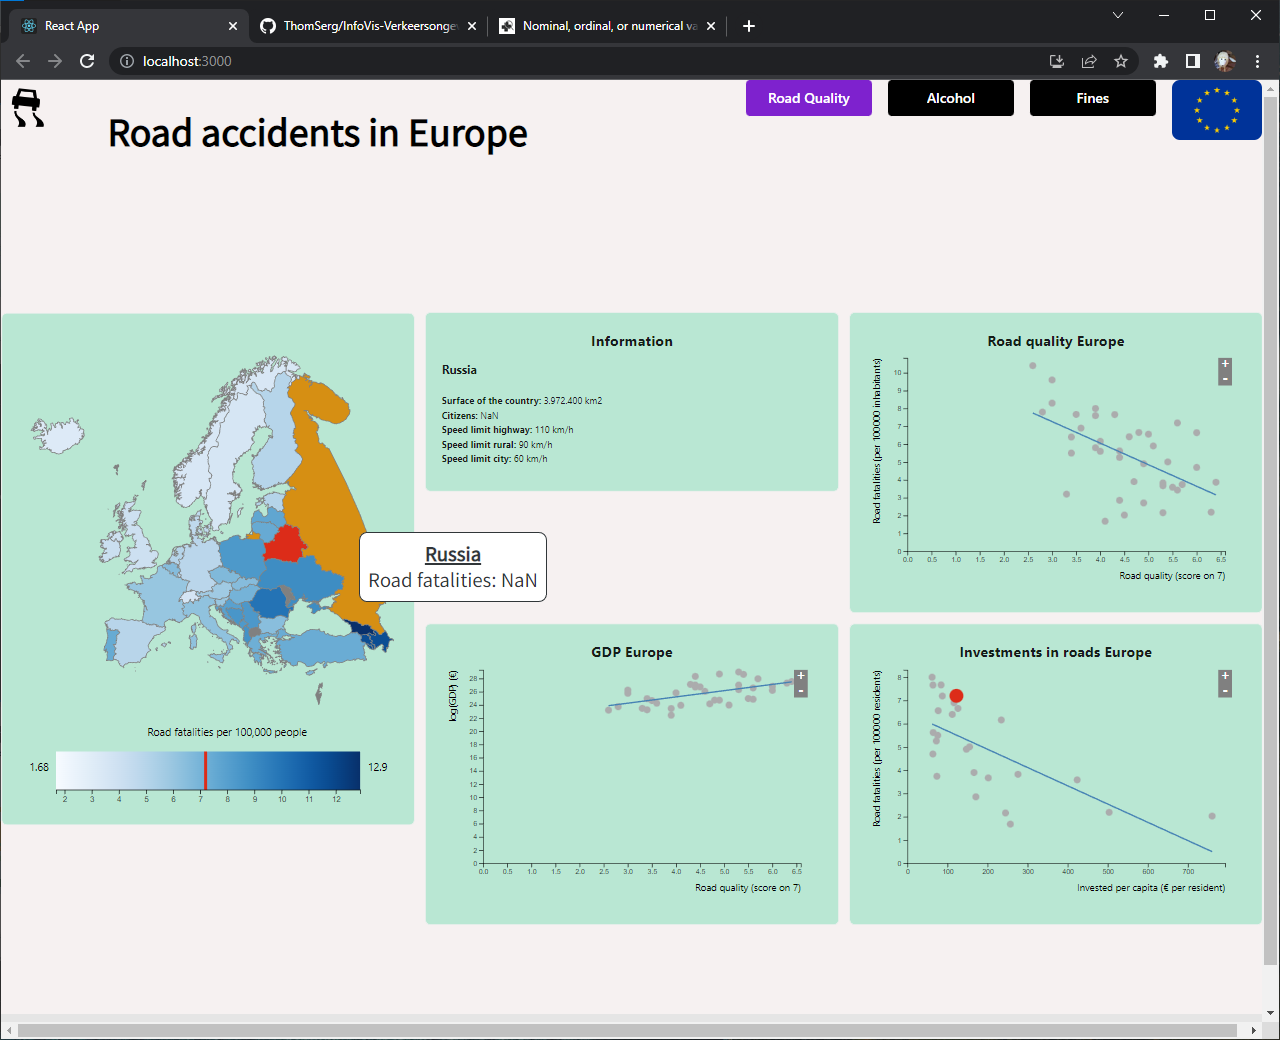 React App
ThomSerg/InfoVis-Verkeersonge
Nominal, ordinal, or numerical va
localhost:3000
Road accidents in Europe
Road Quality
Alcohol
Fines
Information
Russia
Surface of the country: 3.972.400 km2
Citizens: NaN
Speed limit highway: 110 km/h
Speed limit rural: 90 km/h
Speed limit city: 60 km/h
Road quality Europe
+
-
Road fatalities (per 100000 inhabitants)
10
9
8
7
6
5
4
3
2
1
0
0.0 0.5 1.0 1.5 2.0 2.5 3.0 3.5 4.0 4.5 5.0 5.5 6.0 6.5
Road quality (score on 7)
Russia
Road fatalities: NaN
Road fatalities per 100,000 people
1.68
12.9
2 3 4 5 6 7 8 9 10 11 12
GDP Europe
+
-
log(GDP) (€)
28
26
24
22
20
18
16
14
12
10
8
6
4
2
0
0.0 0.5 1.0 1.5 2.0 2.5 3.0 3.5 4.0 4.5 5.0 5.5 6.0 6.5
Road quality (score on 7)
Investments in roads Europe
+
-
Road fatalities (per 100000 residents)
8
7
6
5
4
3
2
1
0
0 100 200 300 400 500 600 700
Invested per capita (€ per resident)